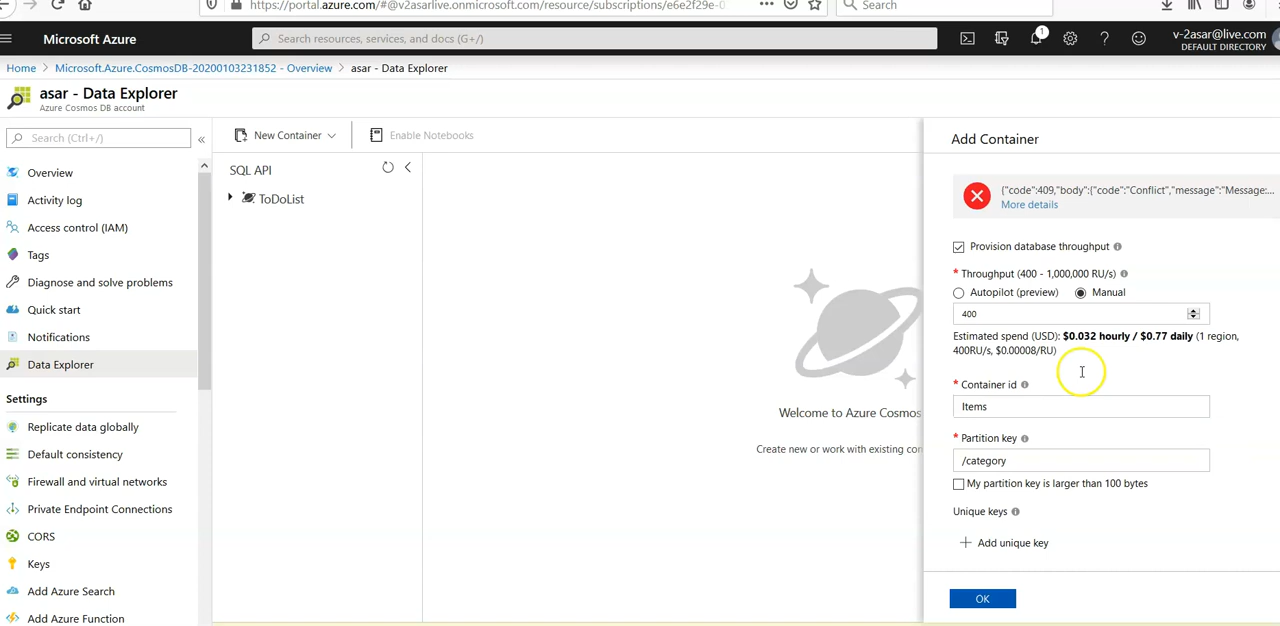 https://portal.azure.com/#@v2asarlive.onmicrosoft.com/resource/subscriptions/e6e2f29e-0
Search
Microsoft Azure
Search resources, services, and docs (G+/)
1
v-2asar@live.com
DEFAULT DIRECTORY
Home > Microsoft.Azure.CosmosDB-20200103231852 - Overview > asar - Data Explorer
asar - Data Explorer
Azure Cosmos DB account
Search (Ctrl+/)
«
New Container
Enable Notebooks
Add Container
Overview
Activity log
Access control (IAM)
Tags
Diagnose and solve problems
Quick start
Notifications
Data Explorer
Settings
Replicate data globally
Default consistency
Firewall and virtual networks
Private Endpoint Connections
CORS
Keys
Add Azure Search
Add Azure Function
SQL API
ToDoList
Welcome to Azure Cosmos
Create new or work with existing con
{"code":409,"body":{"code":"Conflict","message":"Message:...
More details
Provision database throughput
* Throughput (400 - 1,000,000 RU/s)
Autopilot (preview) Manual
400
Estimated spend (USD): $0.032 hourly / $0.77 daily (1 region,
400RU/s, $0.00008/RU)
* Container id
Items
* Partition key
/category
My partition key is larger than 100 bytes
Unique keys
+ Add unique key
OK